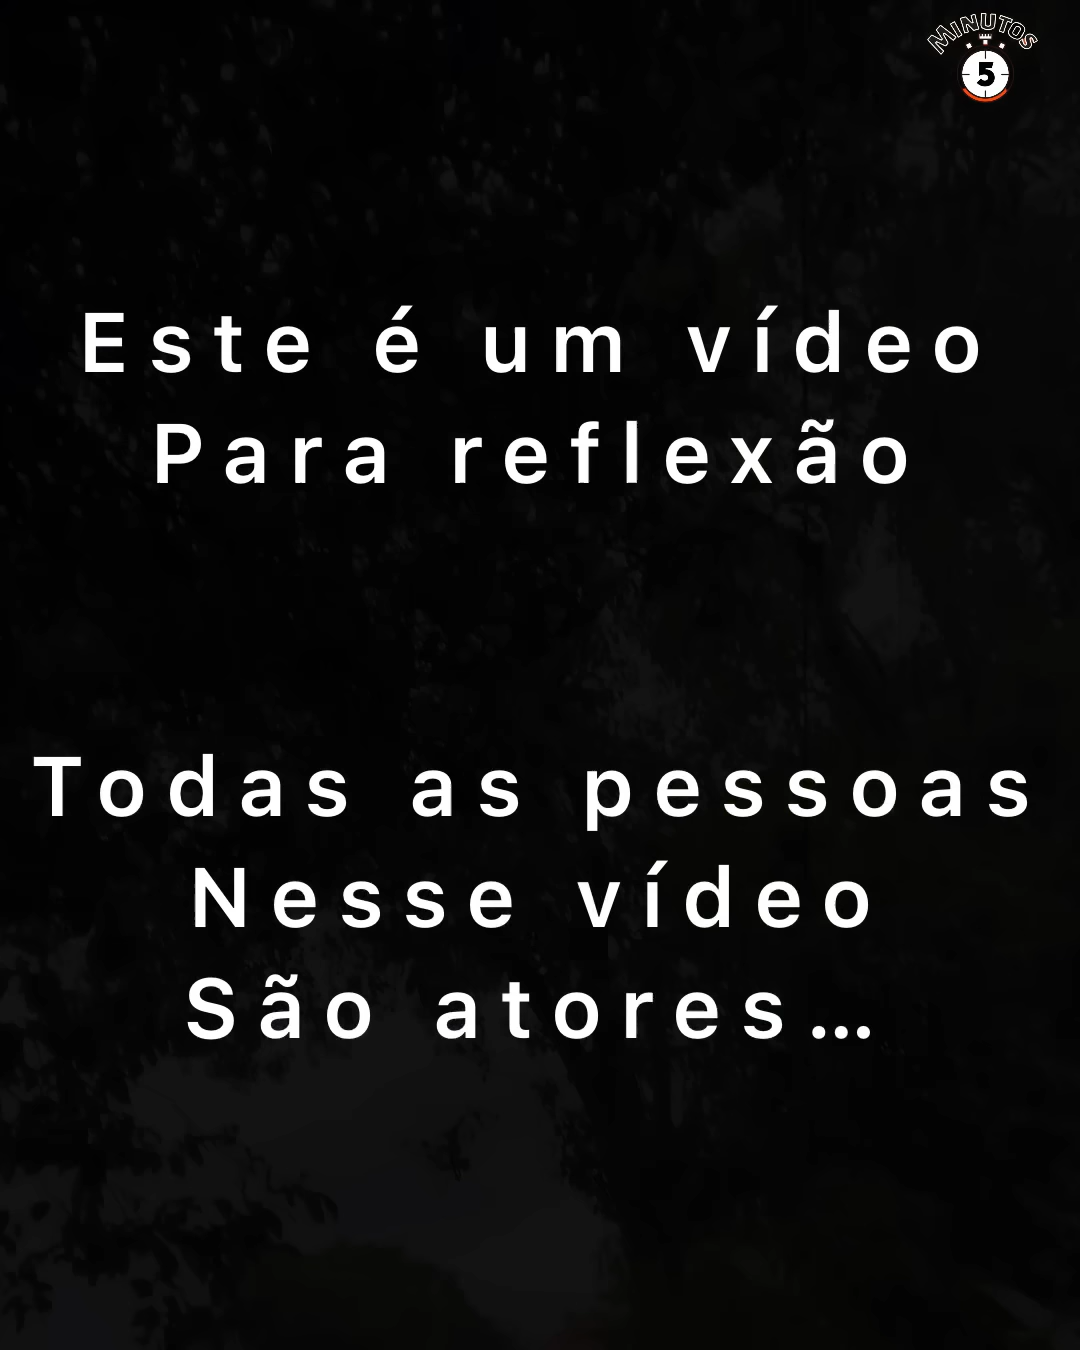 MINUTOS
5
Este é um vídeo
Para reflexão
Todas as pessoas
Nesse vídeo
São atores...